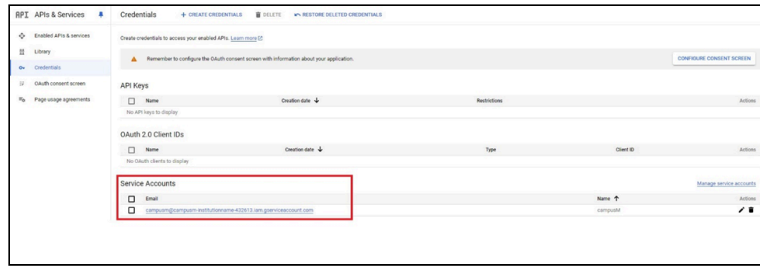 API APIs & Services
Credentials + CREATE CREDENTIALS DELETE RESTORE DELETED CREDENTIALS
Enabled APIs & services
Library
Credentials
OAuth consent screen
Page usage agreements
Create credentials to access your enabled APIs. Learn more
Remember to configure the OAuth consent screen with information about your application. CONFIGURE CONSENT SCREEN
API Keys
Name Creation date Restrictions Actions
No API keys to display
OAuth 2.0 Client IDs
Name Creation date Type Client ID Actions
No OAuth clients to display
Service Accounts Manage service accounts
Email Name Actions
campusm@campusm-institutionname-432613.iam.gserviceaccount.com campusM